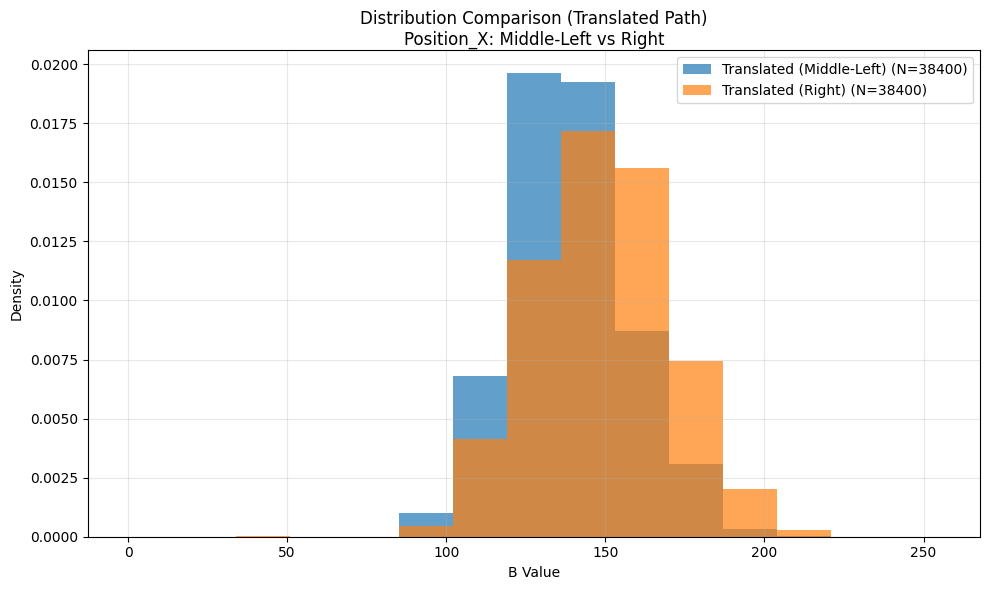 Distribution Comparison (Translated Path)
Position_X: Middle-Left vs Right
Translated (Middle-Left) (N=38400)
Translated (Right) (N=38400)
0.0200
0.0175
0.0150
0.0125
0.0100
0.0075
0.0050
0.0025
0.0000
Density
0 50 100 150 200 250
B Value